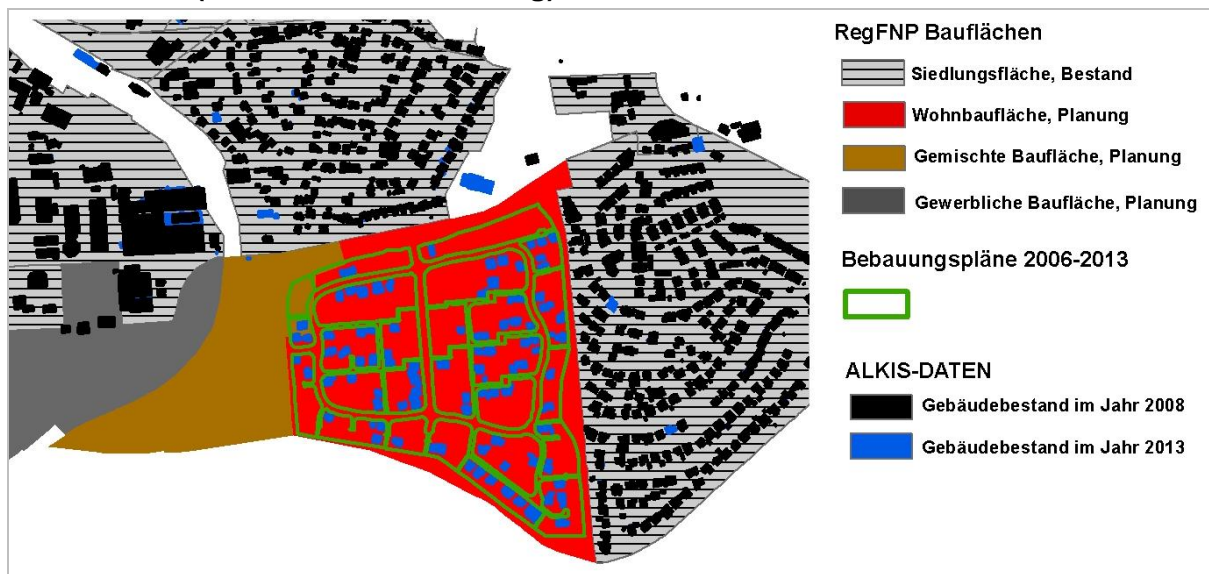 RegFNP Bauflächen
Siedlungsfläche, Bestand
Wohnbaufläche, Planung
Gemischte Baufläche, Planung
Gewerbliche Baufläche, Planung
Bebauungspläne 2006-2013
ALKIS-DATEN
Gebäudebestand im Jahr 2008
Gebäudebestand im Jahr 2013